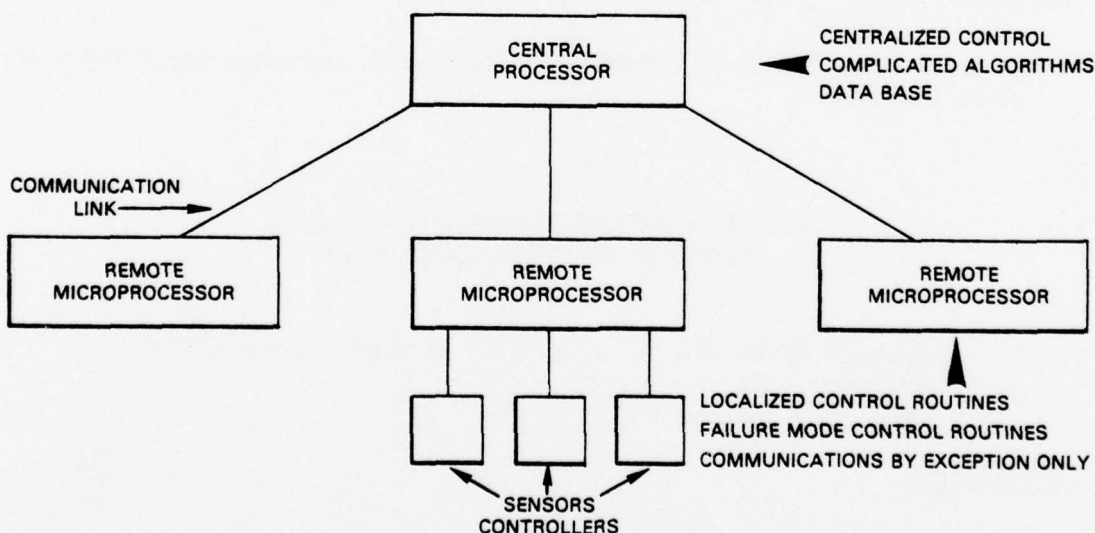 CENTRAL
PROCESSOR
CENTRALIZED CONTROL
COMPLICATED ALGORITHMS
DATA BASE
COMMUNICATION
LINK
REMOTE
MICROPROCESSOR
REMOTE
MICROPROCESSOR
REMOTE
MICROPROCESSOR
LOCALIZED CONTROL ROUTINES
FAILURE MODE CONTROL ROUTINES
COMMUNICATIONS BY EXCEPTION ONLY
SENSORS
CONTROLLERS